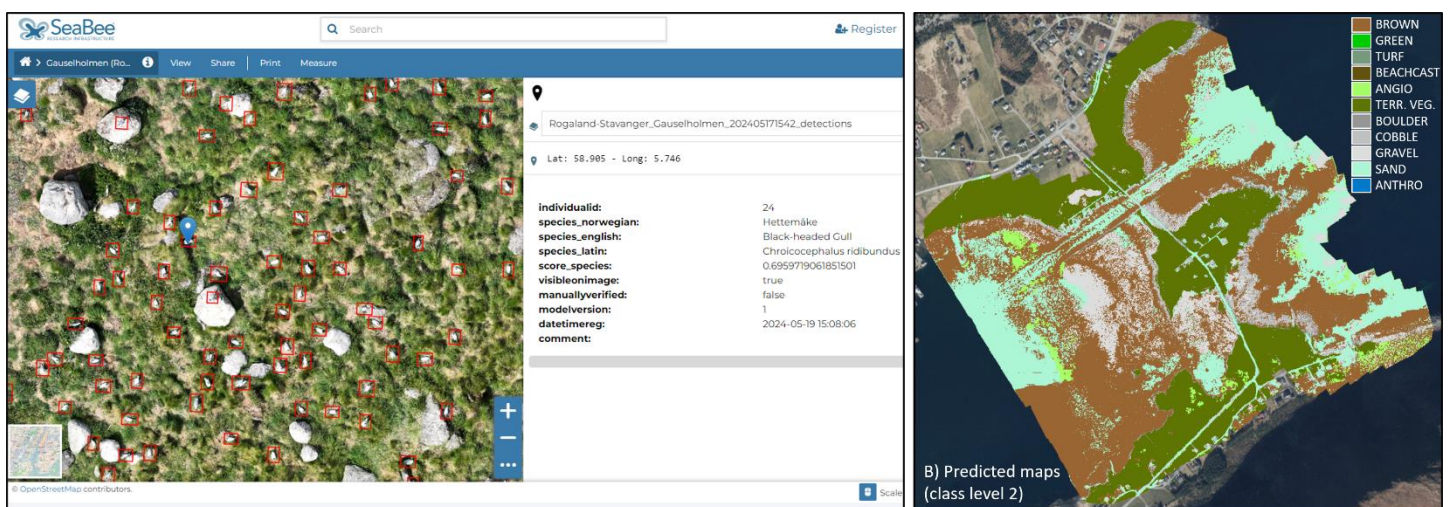 SeaBee
RESEARCH INFRASTRUCTURE
Search
Register
Gauselholmen (Ro... View Share Print Measure
Rogaland-Stavanger_Gauselholmen_202405171542_detections
Lat: 58.905 - Long: 5.746
individualid: 24
species_norwegian: Hettemåke
species_english: Black-headed Gull
species_latin: Chroicocephalus ridibundus
score_species: 0.6959719061851501
visibleonimage: true
manuallyverified: false
modelversion: 1
datetimereg: 2024-05-19 15:08:06
comment:
© OpenStreetMap contributors.
Scale
BROWN
GREEN
TURF
BEACHCAST
ANGIO
TERR. VEG.
BOULDER
COBBLE
GRAVEL
SAND
ANTHRO
B) Predicted maps
(class level 2)